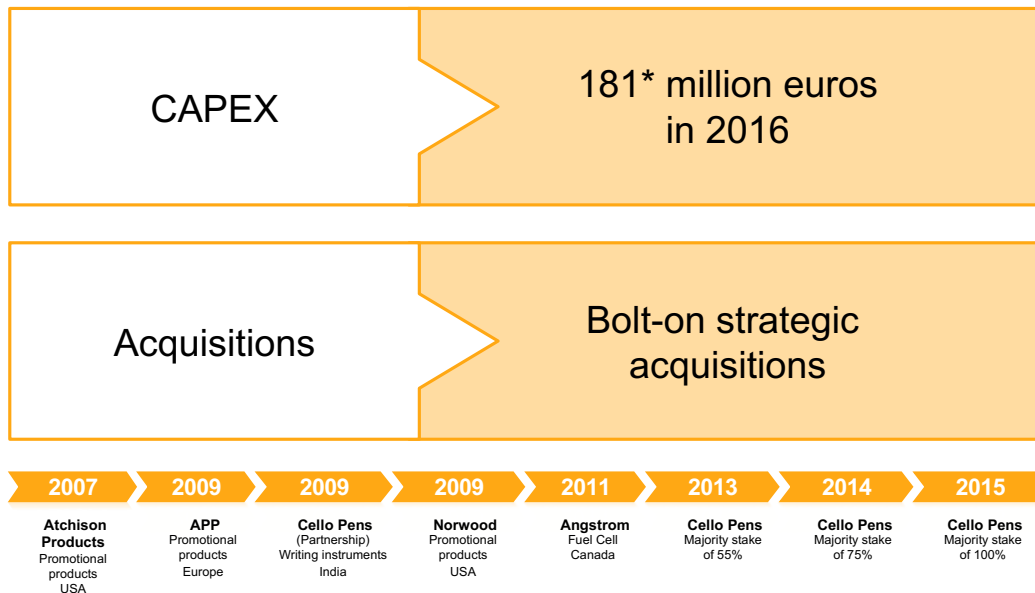 CAPEX
181* million euros
in 2016
Acquisitions
Bolt-on strategic
acquisitions
2007
2009
2009
2009
2011
2013
2014
2015
Atchison
Products
Promotional
products
USA
APP
Promotional
products
Europe
Cello Pens
(Partnership)
Writing instruments
India
Norwood
Promotional
products
USA
Angstrom
Fuel Cell
Canada
Cello Pens
Majority stake
of 55%
Cello Pens
Majority stake
of 75%
Cello Pens
Majority stake
of 100%